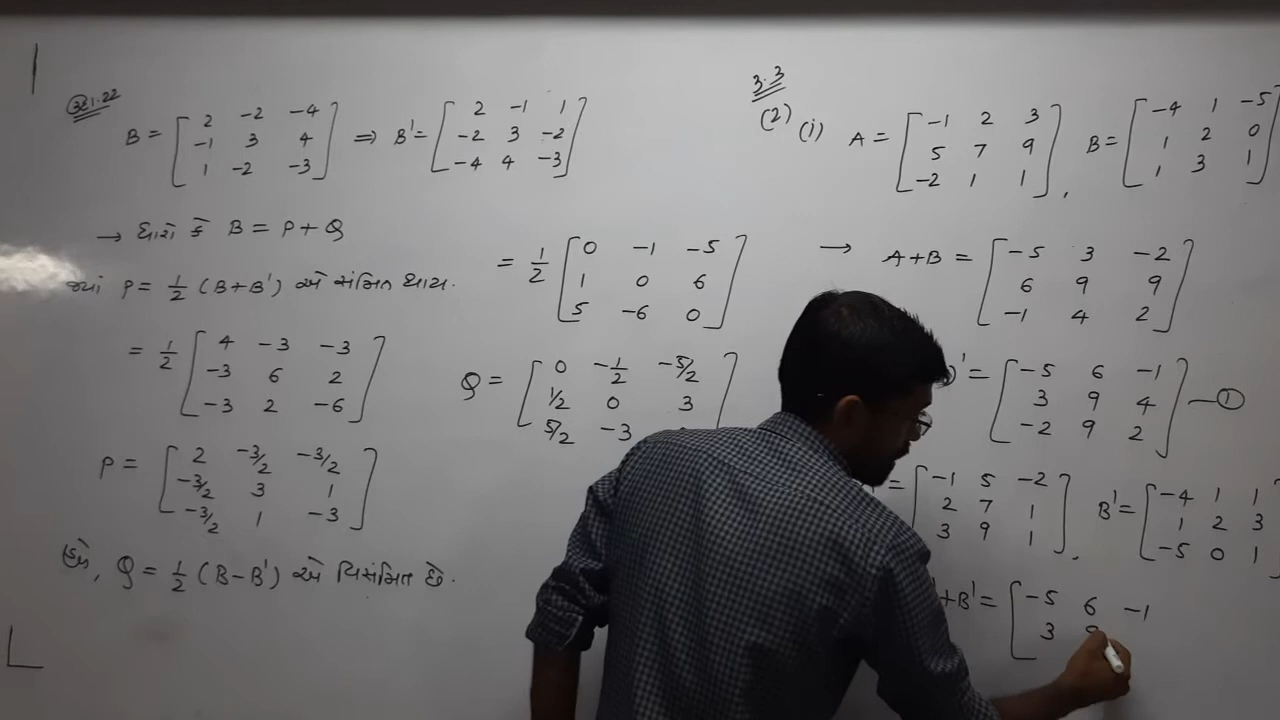 ઉદા.22
B = [ 2 -2 -4
-1 3 4
1 -2 -3 ] ⇒ B' = [ 2 -1 1
-2 3 -2
-4 4 -3 ]
→ ધારો કે B = P + Q
જ્યાં P = 1/2 (B + B') એ સંમિત થાય.
= 1/2 [ 4 -3 -3
-3 6 2
-3 2 -6 ]
P = [ 2 -3/2 -3/2
-3/2 3 1
-3/2 1 -3 ]
હવે, Q = 1/2 (B - B') એ વિસંમિત છે.
= 1/2 [ 0 -1 -5
1 0 6
5 -6 0 ]
Q = [ 0 -1/2 -5/2
1/2 0 3
5/2 -3
3.3
(2) (i) A = [ -1 2 3
5 7 9
-2 1 1 ], B = [ -4 1 -5
1 2 0
1 3 1 ]
→ A + B = [ -5 3 -2
6 9 9
-1 4 2 ]
)' = [ -5 6 -1
3 9 4
-2 9 2 ] — ①
= [ -1 5 -2
2 7 1
3 9 1 ], B' = [ -4 1 1
1 2 3
-5 0 1 ]
' + B' = [ -5 6 -1
3